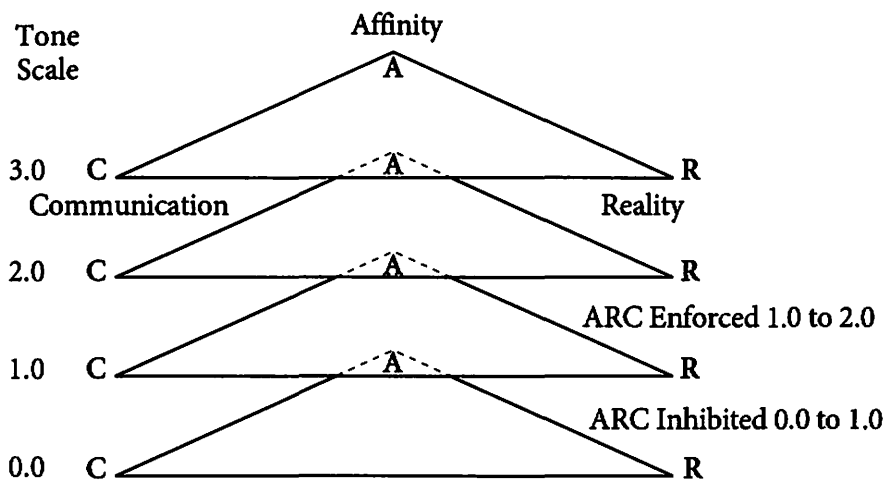 Tone
Scale
Affinity
A
3.0 C A R
Communication Reality
2.0 C A R
ARC Enforced 1.0 to 2.0
1.0 C A R
ARC Inhibited 0.0 to 1.0
0.0 C R